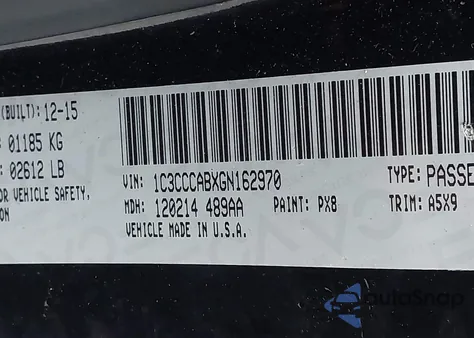 (BUILT): 12-15
01185 KG
02612 LB
OR VEHICLE SAFETY,
ON
VIN: 1C3CCCABXGN162970
TYPE: PASSE
MDH: 120214 489AA
PAINT: PX8
TRIM: A5X9
VEHICLE MADE IN U.S.A.
autoSnap